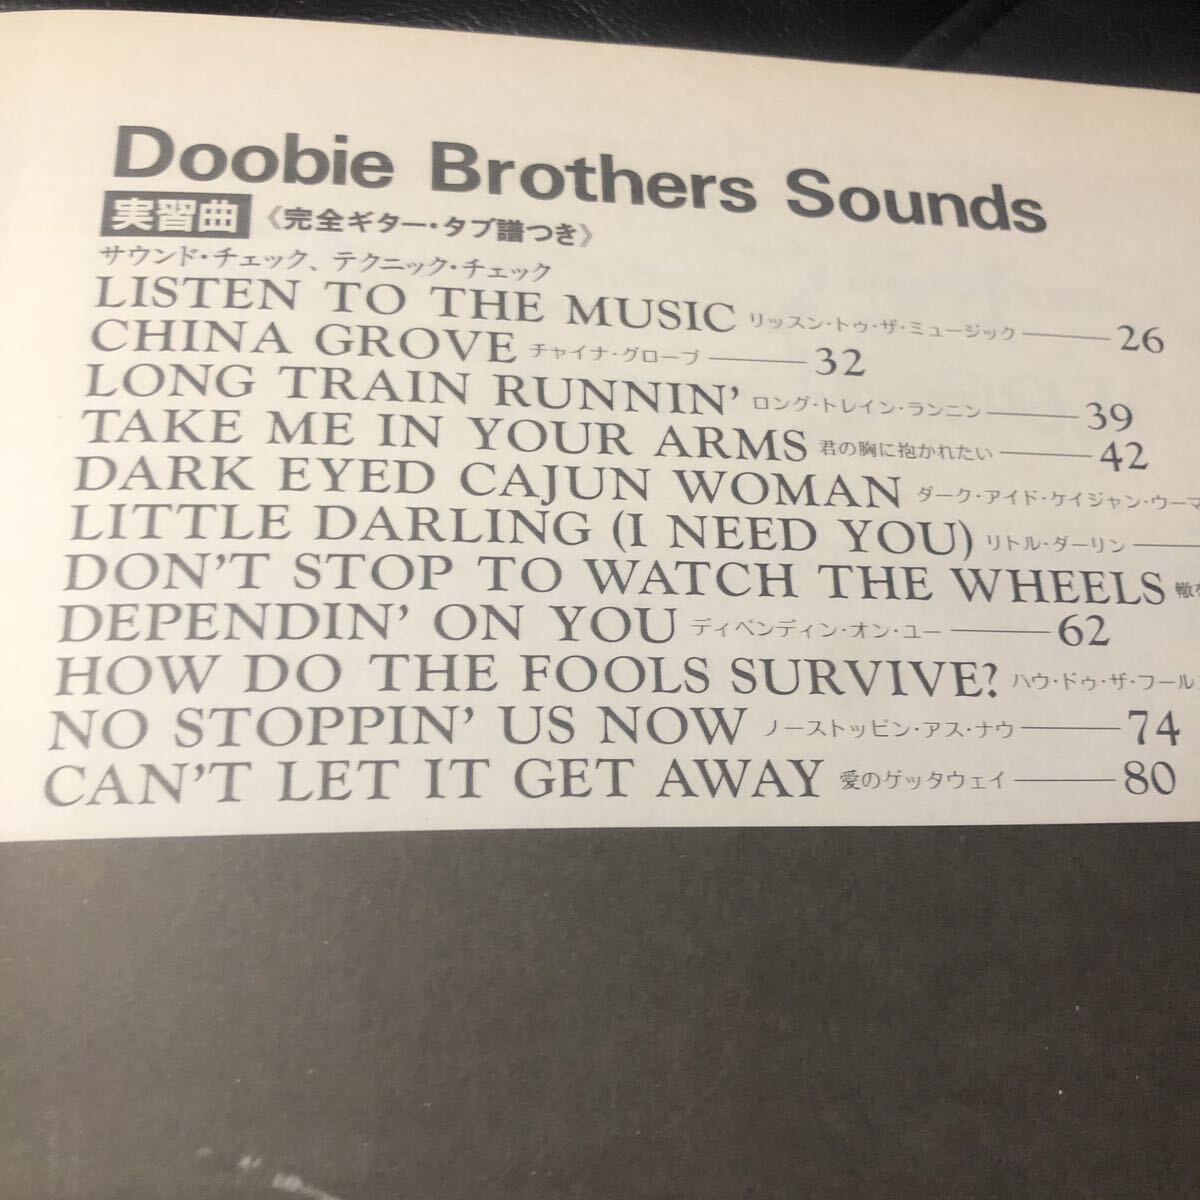 Doobie Brothers Sounds
実習曲 《完全ギター・タブ譜つき》
サウンド・チェック、テクニック・チェック
LISTEN TO THE MUSIC リッスン・トゥ・ザ・ミュージック 26
CHINA GROVE チャイナ・グローブ 32
LONG TRAIN RUNNIN' ロング・トレイン・ランニン 39
TAKE ME IN YOUR ARMS 君の胸に抱かれたい 42
DARK EYED CAJUN WOMAN ダーク・アイド・ケイジャン・ウーマ
LITTLE DARLING (I NEED YOU) リトル・ダーリン
DON'T STOP TO WATCH THE WHEELS 轍
DEPENDIN' ON YOU ディペンディン・オン・ユー 62
HOW DO THE FOOLS SURVIVE? ハウ・ドゥ・ザ・フール
NO STOPPIN' US NOW ノーストッピン・アス・ナウ 74
CAN'T LET IT GET AWAY 愛のゲッタウェイ 80